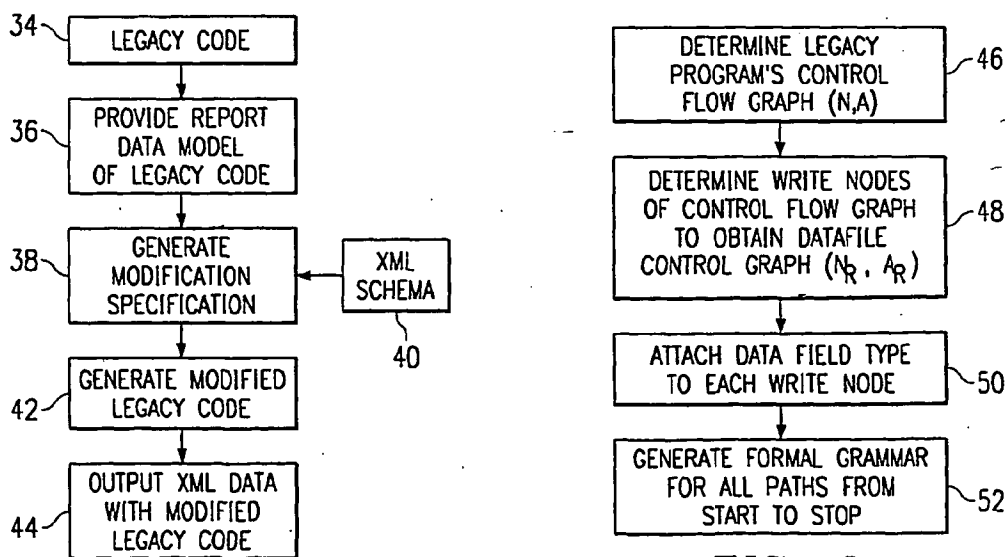 34
LEGACY CODE
36
PROVIDE REPORT
DATA MODEL
OF LEGACY CODE
38
GENERATE
MODIFICATION
SPECIFICATION
XML
SCHEMA
40
42
GENERATE MODIFIED
LEGACY CODE
44
OUTPUT XML DATA
WITH MODIFIED
LEGACY CODE
DETERMINE LEGACY
PROGRAM'S CONTROL
FLOW GRAPH (N,A)
46
DETERMINE WRITE NODES
OF CONTROL FLOW GRAPH
TO OBTAIN DATAFILE
CONTROL GRAPH (NR, AR)
48
ATTACH DATA FIELD TYPE
TO EACH WRITE NODE
50
GENERATE FORMAL GRAMMAR
FOR ALL PATHS FROM
START TO STOP
52